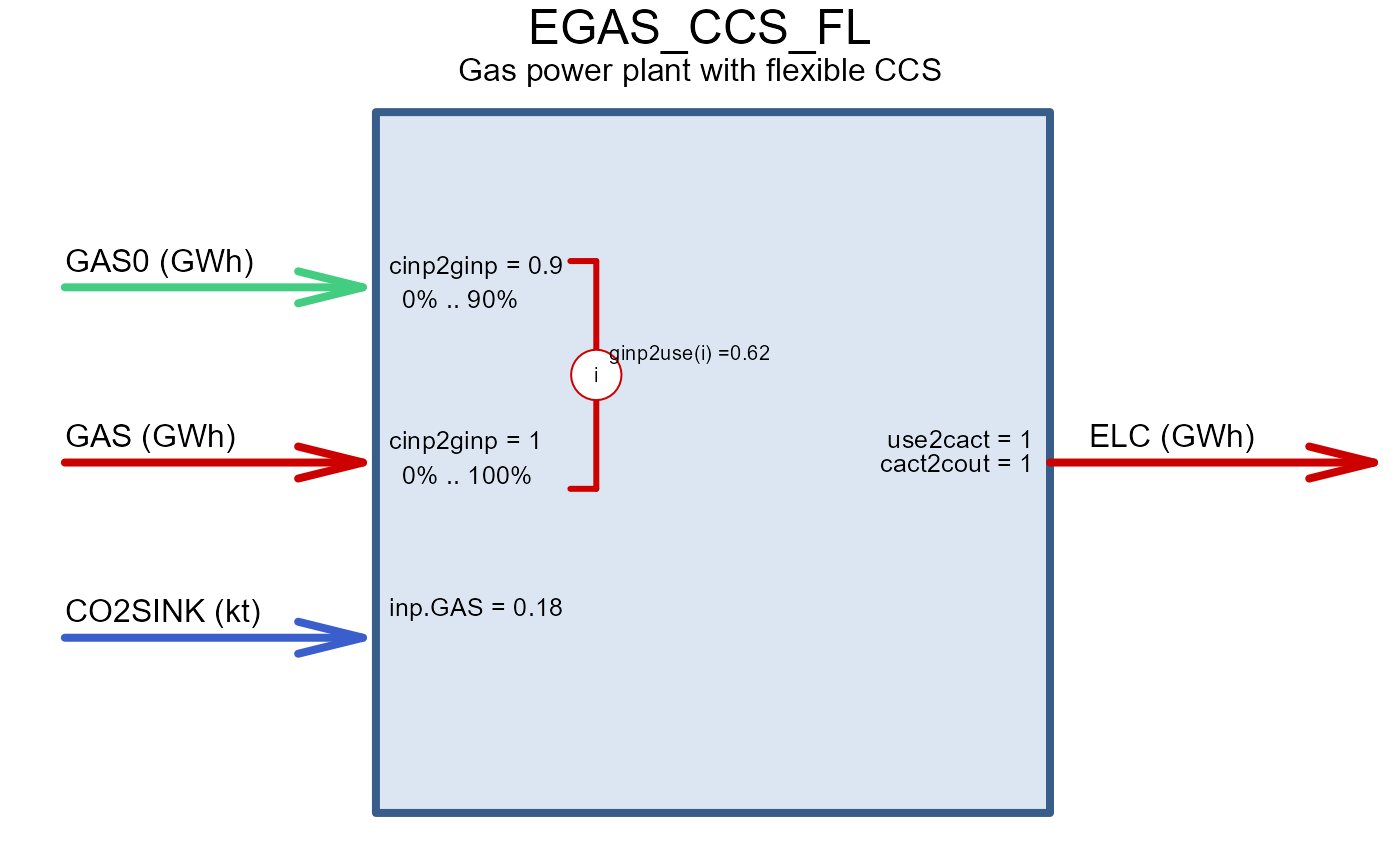 EGAS_CCS_FL
Gas power plant with flexible CCS
GAS0 (GWh)
cinp2ginp = 0.9
0% .. 90%
ginp2use(i) =0.62
i
GAS (GWh)
cinp2ginp = 1
0% .. 100%
use2cact = 1
cact2cout = 1
ELC (GWh)
CO2SINK (kt)
inp.GAS = 0.18